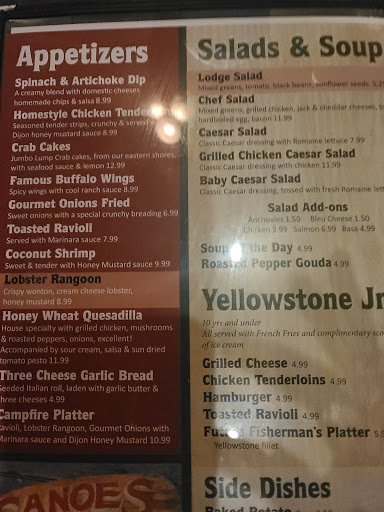 Appetizers
Spinach & Artichoke Dip
A creamy blend with domestic cheeses
homemade chips & salsa 8.99
Homestyle Chicken
Seasoned tender strips, crunchy &
Dijon honey mustard sauce 8.99
Crab Cakes
Jumbo Lump Crab cakes, from our eastern shores,
with seafood sauce & lemon 12.99
Famous Buffalo Wings
Spicy wings with cool ranch sauce 8.99
Gourmet Onions Fried
Sweet onions with a special crunchy breading 6.99
Toasted Ravioli
Served with Marinara sauce 7.99
Coconut Shrimp
Sweet & tender with Honey Mustard sauce 9.99
Lobster Rangoon
Crispy wonton, cream cheese lobster,
honey mustard 8.99
Honey Wheat Quesadilla
House specialty with grilled chicken, mushrooms
& roasted peppers, onions, excellent!
Accompanied by sour cream, salsa & sun dried
tomato pesto 11.99
Three Cheese Garlic Bread
Seeded Italian roll, laden with garlic butter &
three cheeses 4.99
Campfire Platter
Ravioli, Lobster Rangoon, Gourmet Onions with
Marinara sauce and Dijon Honey Mustard 10.99
CANOES
Salads & Soup
Lodge Salad
Mixed greens, tomato, black beans, sunflower seeds
Chef Salad
Mixed greens, grilled chicken, jack & cheddar cheeses,
hardboiled egg, bacon 11.99
Caesar Salad
Classic Caesar dressing with Romaine lettuce 7.99
Grilled Chicken Caesar Salad
Classic Caesar dressing with chicken 11.99
Baby Caesar Salad
Classic Caesar dressing, tossed with fresh Romaine
Salad Add-ons
Anchovies 1.50 Bleu Cheese 1.50
Chicken 3.99 Salmon 6.99 Basa 4.99
Soup the Day 4.99
Roasted Pepper Gouda 4.99
Yellowstone Jr
10 yrs and under
All served with French Fries and complimentary
of ice cream
Grilled Cheese 4.99
Chicken Tenderloins 4.99
Hamburger 4.99
Toasted Ravioli 4.99
Fisherman's Platter
Yellowstone filet
Side Dishes
Baked Potato